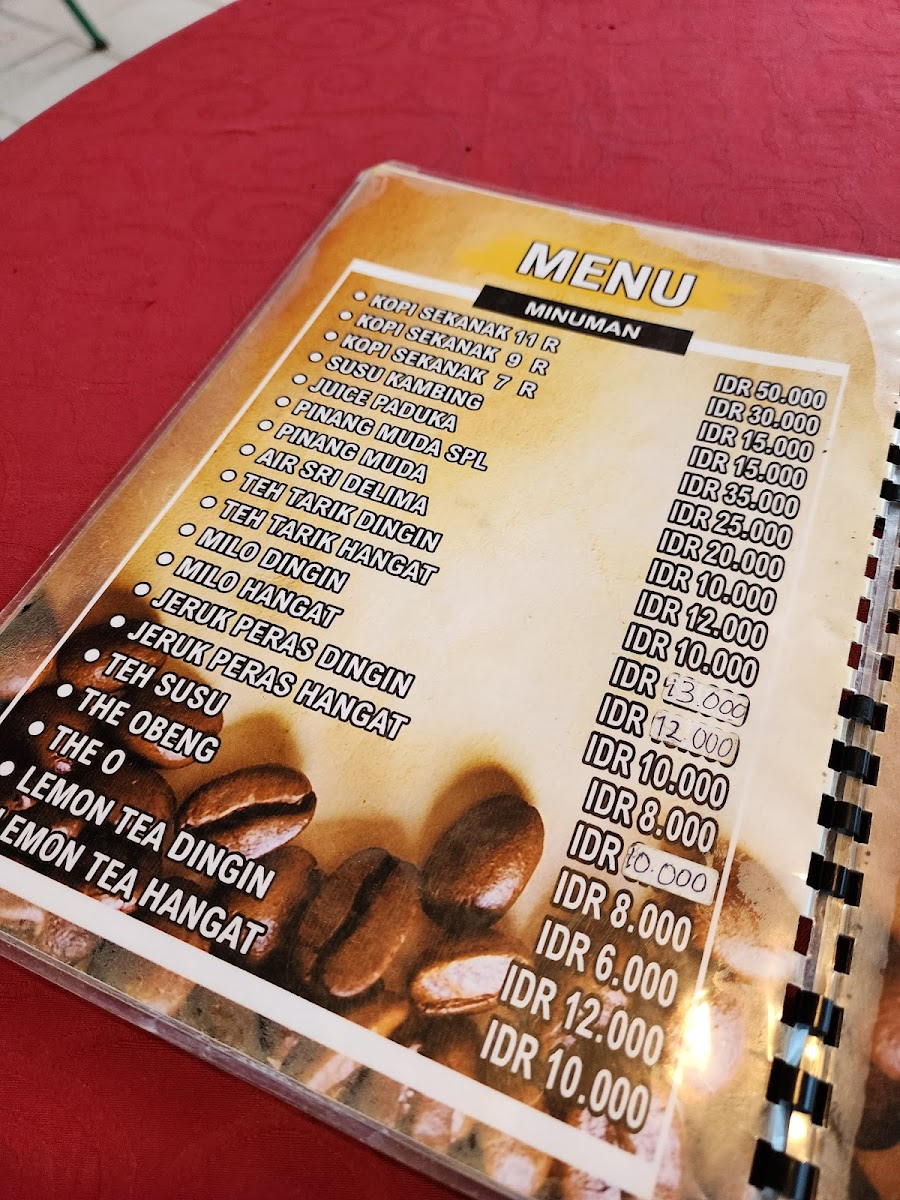 MENU
MINUMAN
• KOPI SEKANAK 11 R IDR 50.000
• KOPI SEKANAK 9 R IDR 30.000
• KOPI SEKANAK 7 R IDR 15.000
• SUSU KAMBING IDR 15.000
• JUICE PADUKA IDR 35.000
• PINANG MUDA SPL IDR 25.000
• PINANG MUDA IDR 20.000
• AIR SRI DELIMA IDR 10.000
• TEH TARIK DINGIN IDR 12.000
• TEH TARIK HANGAT IDR 10.000
• MILO DINGIN IDR 13.000
• MILO HANGAT IDR 12.000
• JERUK PERAS DINGIN IDR 10.000
• JERUK PERAS HANGAT IDR 8.000
• TEH SUSU IDR 10.000
• THE OBENG IDR 8.000
• THE O IDR 6.000
• LEMON TEA DINGIN IDR 12.000
LEMON TEA HANGAT IDR 10.000